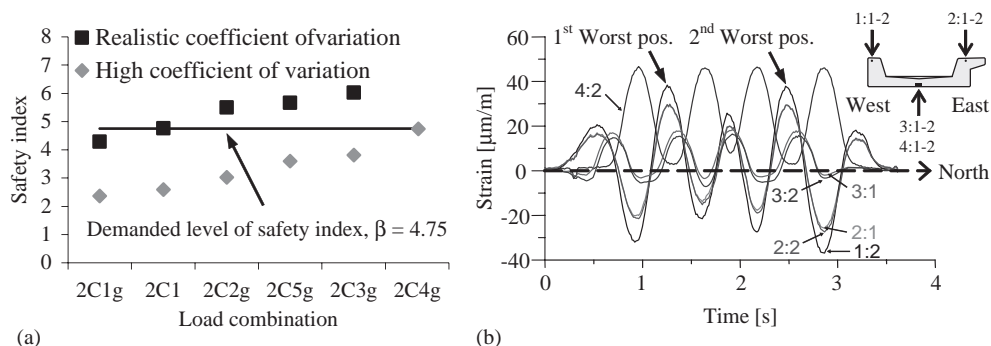 8
7
6
5
4
3
2
1
0
Safety index
Realistic coefficient ofvariation
High coefficient of variation
Demanded level of safety index, β = 4.75
2C1g 2C1 2C2g 2C5g 2C3g 2C4g
Load combination
(a)
60
40
20
0
-20
-40
Strain [μm/m]
1st Worst pos.
2nd Worst pos.
4:2
3:2
3:1
2:2
2:1
1:2
1:1-2
2:1-2
West
East
3:1-2
4:1-2
North
0 1 2 3 4
Time [s]
(b)